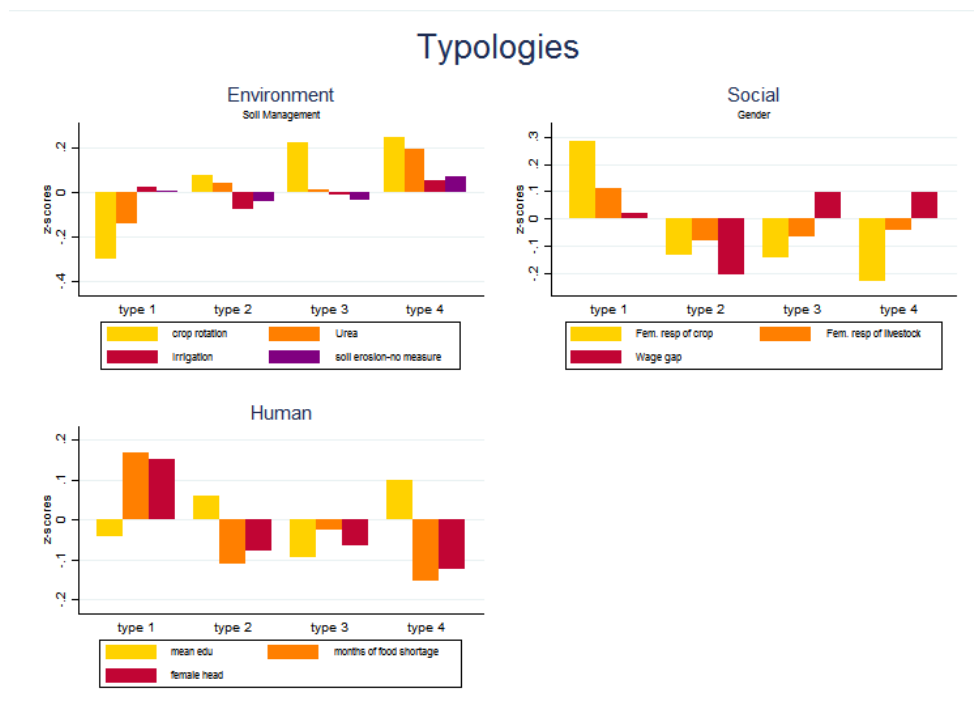 Typologies
Environment
Soil Management
z-scores
.2
0
-.2
-.4
type 1 type 2 type 3 type 4
crop rotation Urea
irrigation soil erosion-no measure
Social
Gender
z-scores
.3
.2
.1
0
-.1
-.2
type 1 type 2 type 3 type 4
Fem. resp of crop Fem. resp of livestock
Wage gap
Human
z-scores
.2
.1
0
-.1
-.2
type 1 type 2 type 3 type 4
mean edu months of food shortage
female head